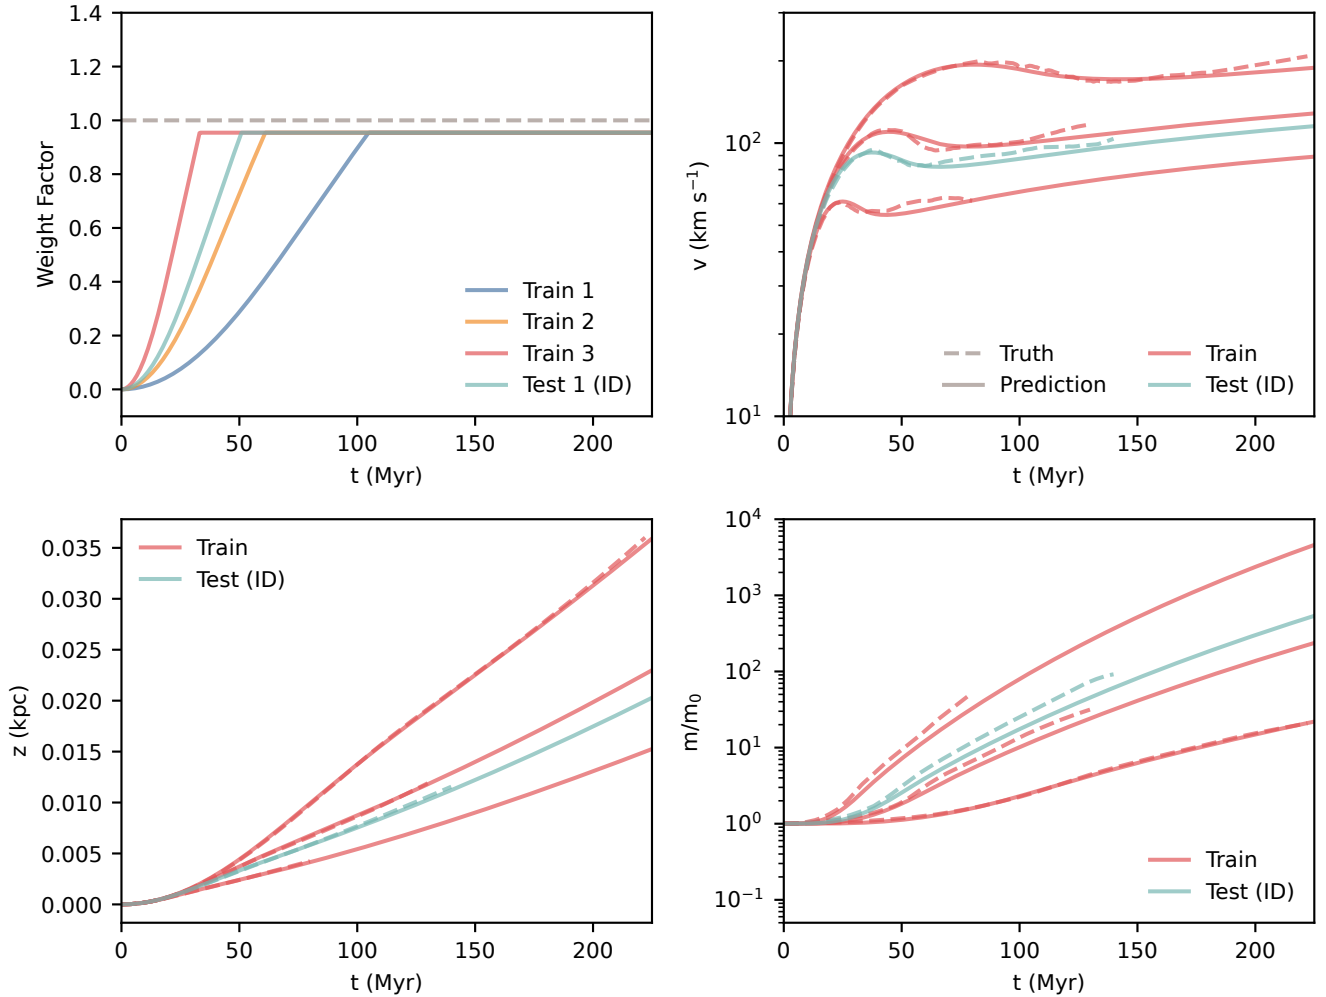 1.4
1.2
1.0
0.8
0.6
0.4
0.2
0.0
Weight Factor
Train 1
Train 2
Train 3
Test 1 (ID)
0 50 100 150 200
t (Myr)
10²
10¹
v (km s⁻¹)
Truth Train
Prediction Test (ID)
0 50 100 150 200
t (Myr)
0.035
0.030
0.025
0.020
0.015
0.010
0.005
0.000
z (kpc)
Train
Test (ID)
0 50 100 150 200
t (Myr)
10⁴
10³
10²
10¹
10⁰
10⁻¹
m/m₀
Train
Test (ID)
0 50 100 150 200
t (Myr)